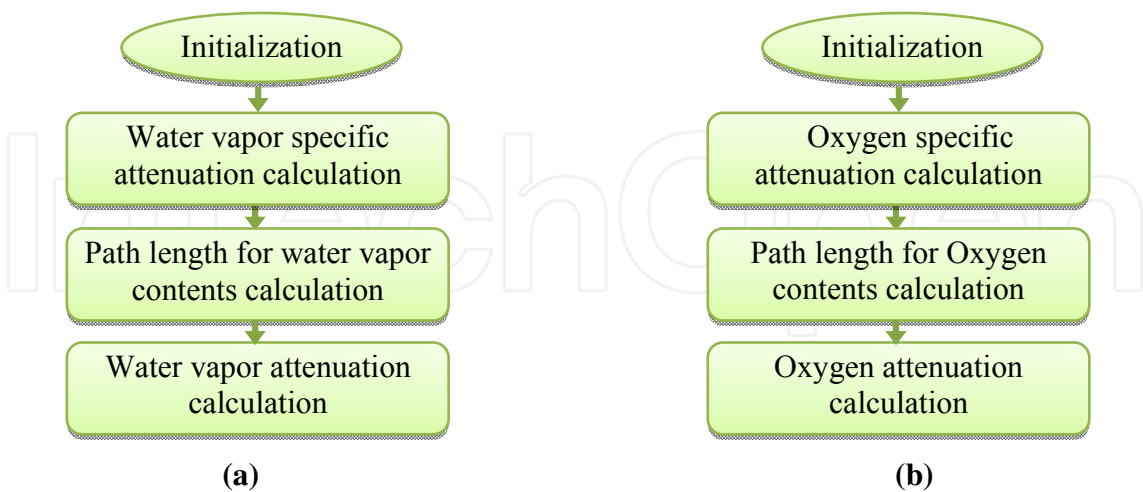 Initialization
Water vapor specific
attenuation calculation
Path length for water vapor
contents calculation
Water vapor attenuation
calculation
(a)
Initialization
Oxygen specific
attenuation calculation
Path length for Oxygen
contents calculation
Oxygen attenuation
calculation
(b)
IntechOpen